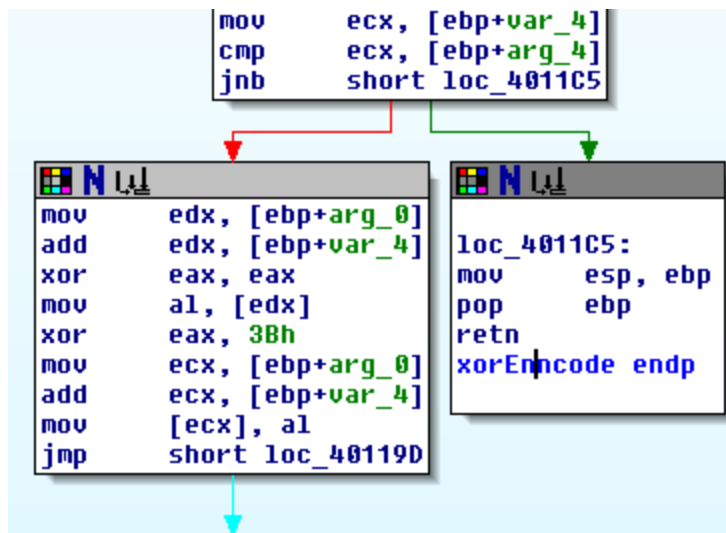 mov ecx, [ebp+var_4]
cmp ecx, [ebp+arg_4]
jnb short loc_4011C5
N
mov edx, [ebp+arg_0]
add edx, [ebp+var_4]
xor eax, eax
mov al, [edx]
xor eax, 3Bh
mov ecx, [ebp+arg_0]
add ecx, [ebp+var_4]
mov [ecx], al
jmp short loc_40119D
N
loc_4011C5:
mov esp, ebp
pop ebp
retn
xorEnncode endp